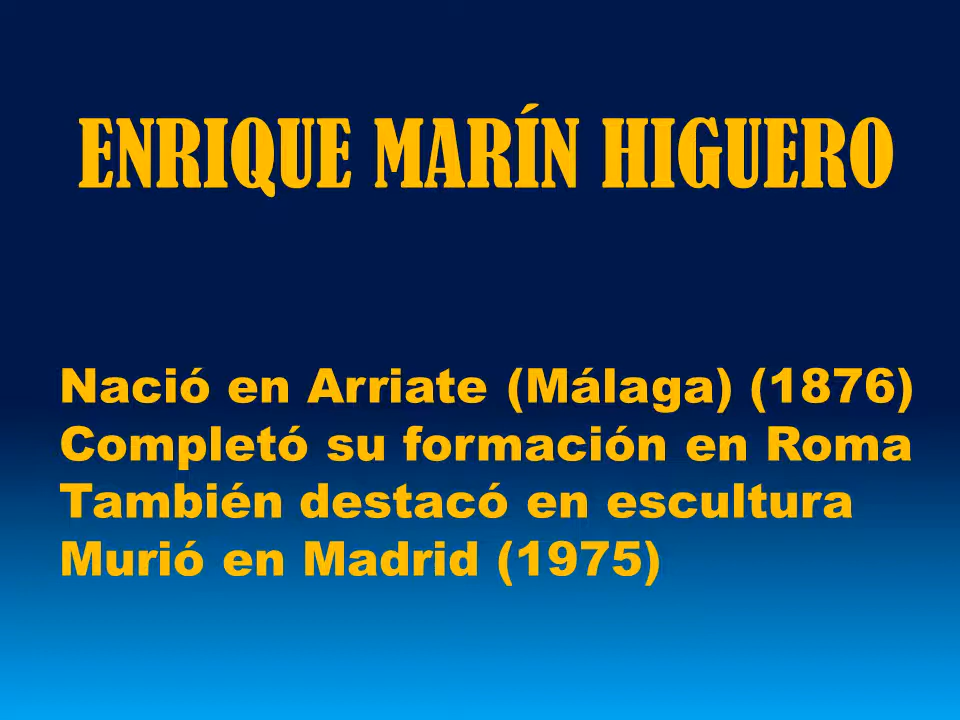 ENRIQUE MARÍN HIGUERO
Nació en Arriate (Málaga) (1876)
Completó su formación en Roma
También destacó en escultura
Murió en Madrid (1975)